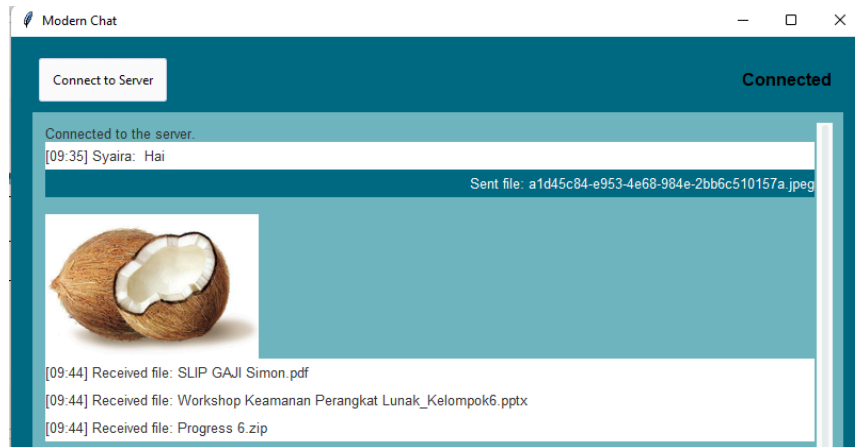 Modern Chat
Connect to Server
Connected
Connected to the server.
[09:35] Syaira:  Hai
Sent file: a1d45c84-e953-4e68-984e-2bb6c510157a.jpeg
[09:44] Received file: SLIP GAJI Simon.pdf
[09:44] Received file: Workshop Keamanan Perangkat Lunak_Kelompok6.pptx
[09:44] Received file: Progress 6.zip